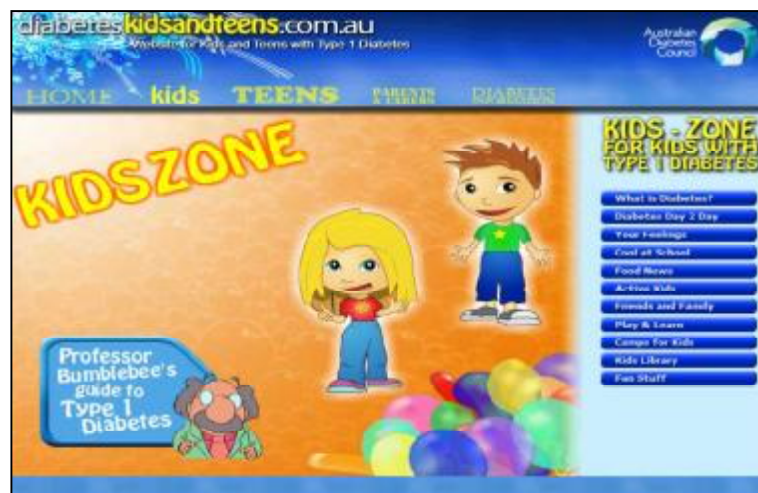 diabeteskidsandteens.com.au
Website for Kids and Teens with Type 1 Diabetes
Australian
Diabetes
Council
HOME kids TEENS PARENTS DIABETES
KIDSZONE
KIDS - ZONE
FOR KIDS WITH
TYPE 1 DIABETES
What is Diabetes?
Diabetes Day 2 Day
Your Feelings
Cool at School
Food News
Active Kids
Friends and Family
Play & Learn
Camps for Kids
Kids Library
Fun Stuff
Professor
Bumblebee's
guide to
Type 1
Diabetes